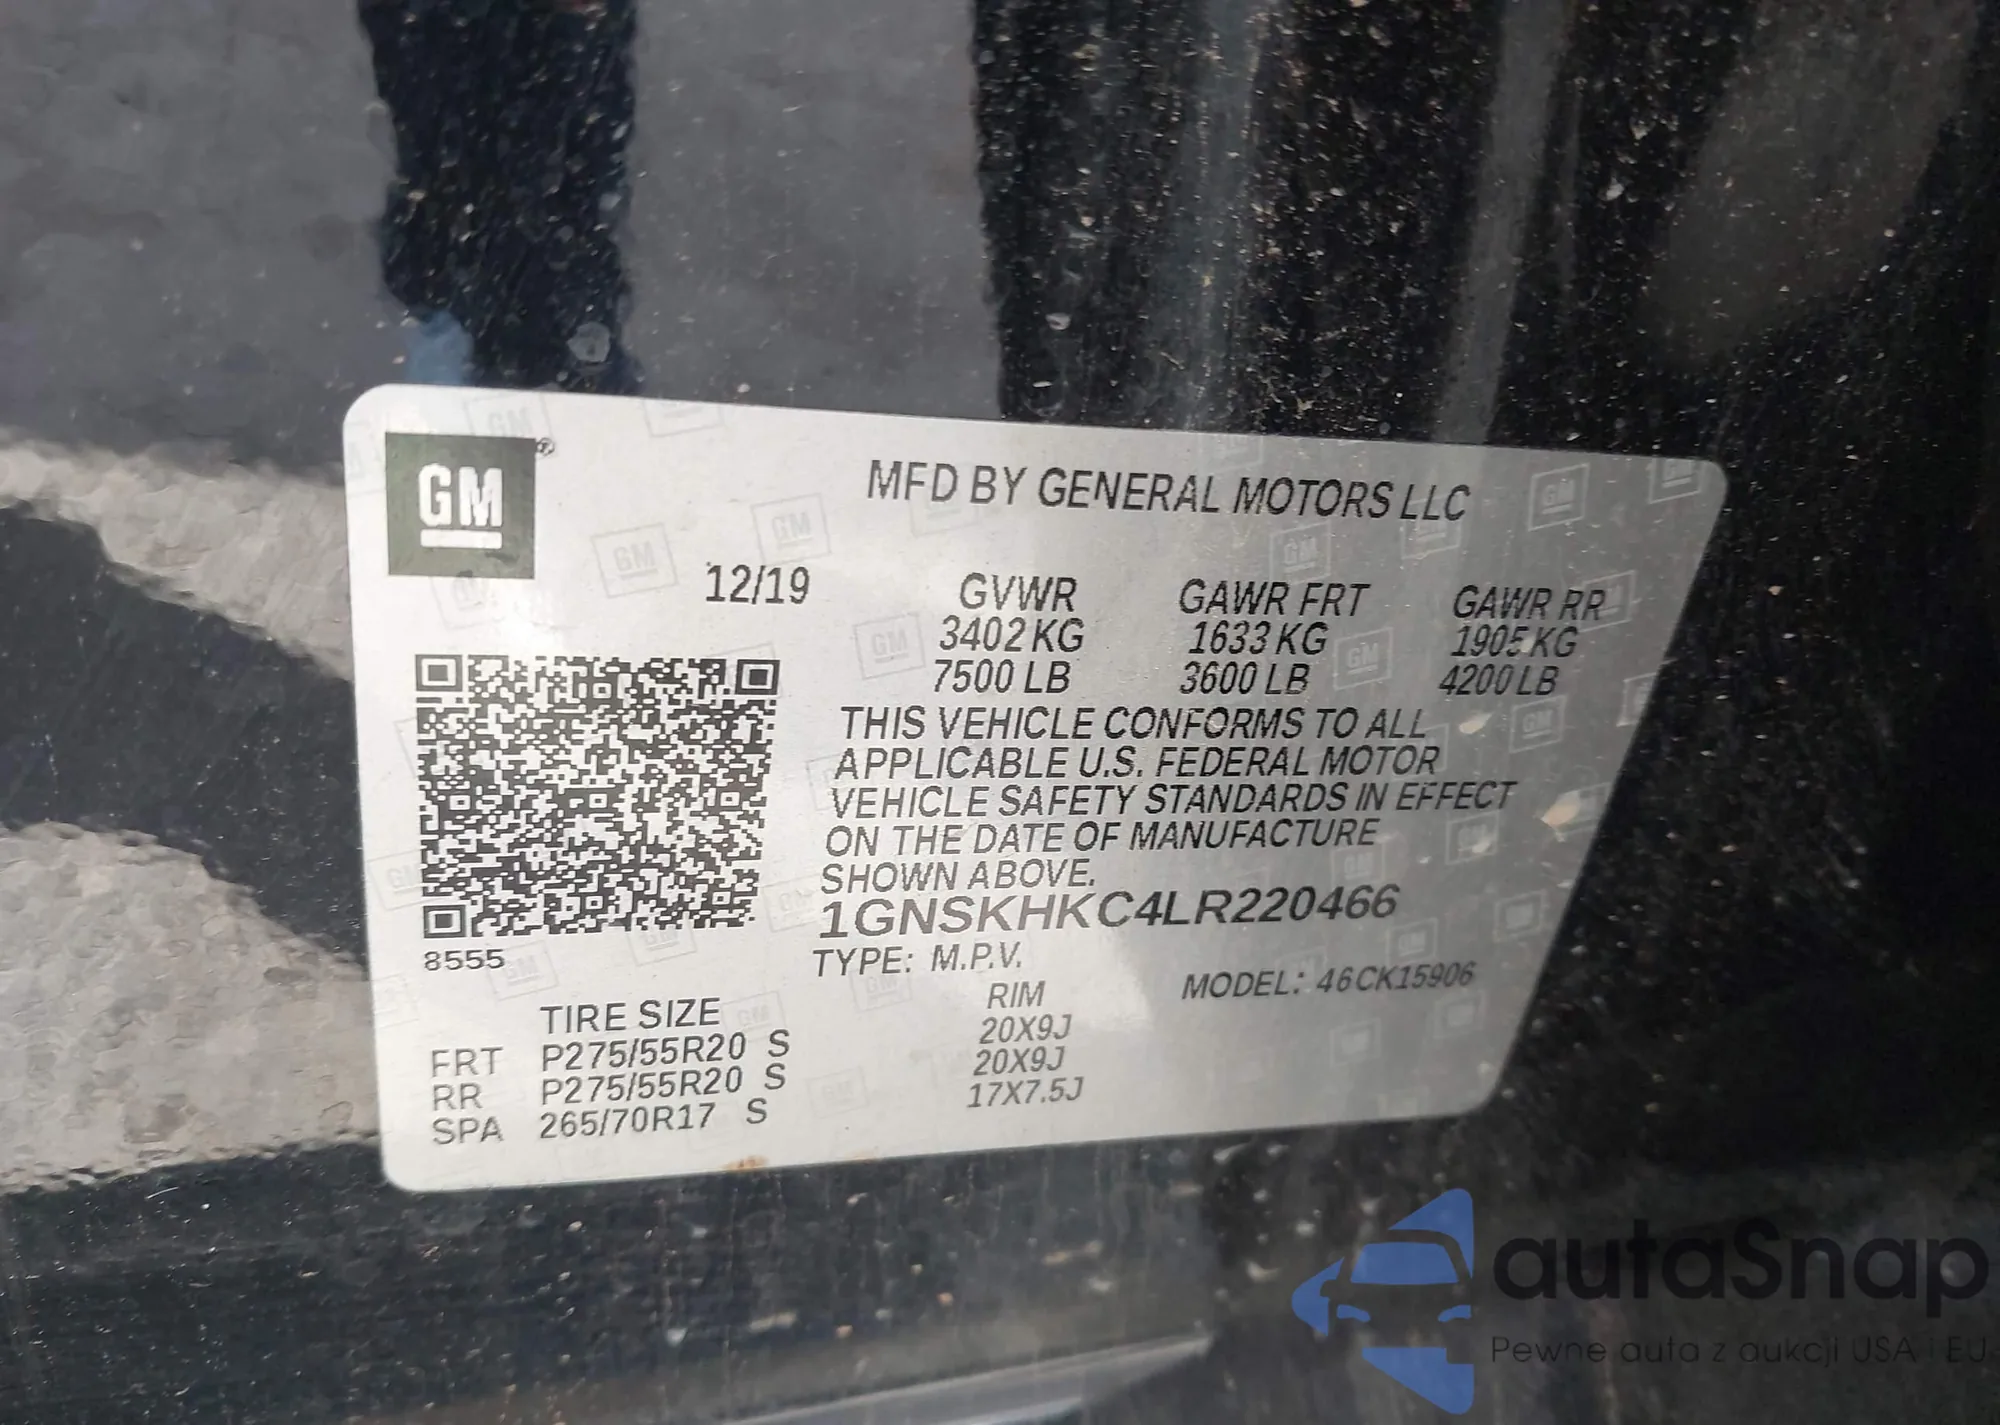 GM ®
MFD BY GENERAL MOTORS LLC
12/19
GVWR GAWR FRT GAWR RR
3402 KG 1633 KG 1905 KG
7500 LB 3600 LB 4200 LB
THIS VEHICLE CONFORMS TO ALL
APPLICABLE U.S. FEDERAL MOTOR
VEHICLE SAFETY STANDARDS IN EFFECT
ON THE DATE OF MANUFACTURE
SHOWN ABOVE.
1GNSKHKC4LR220466
8555
TYPE: M.P.V. MODEL: 46CK15906
TIRE SIZE RIM
FRT P275/55R20 S 20X9J
RR P275/55R20 S 20X9J
SPA 265/70R17 S 17X7.5J
autaSnap
Pewne auta z aukcji USA i EU